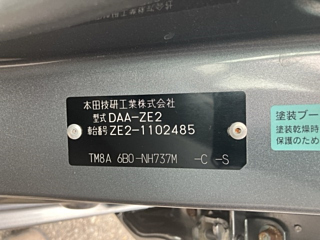 本田技研工業株式会社
型式 DAA-ZE2
車台番号 ZE2-1102485
TM8A 6B0-NH737M -C -S
塗装ブー
塗装乾燥時
保護のため